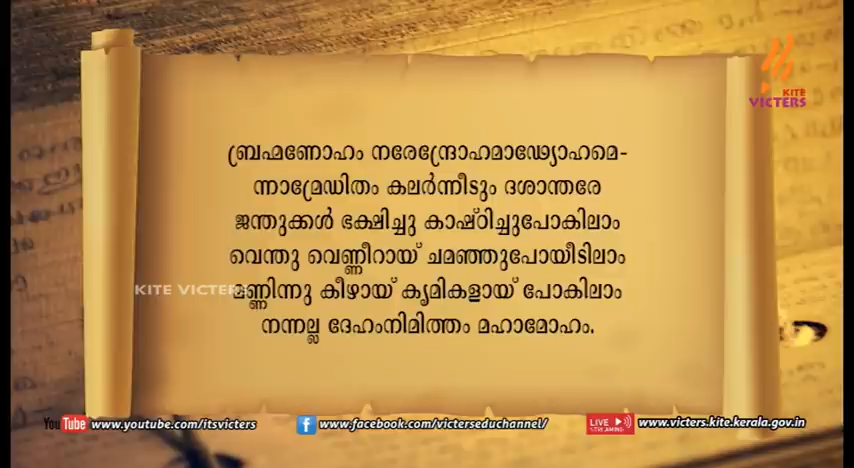 KITE
VICTERS
ബ്രഹ്മണോഹം നരേന്ദ്രോഹമാഢ്യോഹമെ-
ന്നാമ്രേഡിതം കലർന്നീടും ദശാന്തരേ
ജന്തുക്കൾ ഭക്ഷിച്ചു കാഷ്ഠിച്ചുപോകിലാം
വെന്തു വെണ്ണീറായ് ചമഞ്ഞുപോയീടിലാം
KITE VICTERS
മണ്ണിന്നു കീഴായ് കൃമികളായ് പോകിലാം
നന്നല്ല ദേഹംനിമിത്തം മഹാമോഹം.
YouTube www.youtube.com/itsvicters
f www.facebook.com/victerseduchannel/
LIVE STREAMING www.victers.kite.kerala.gov.in